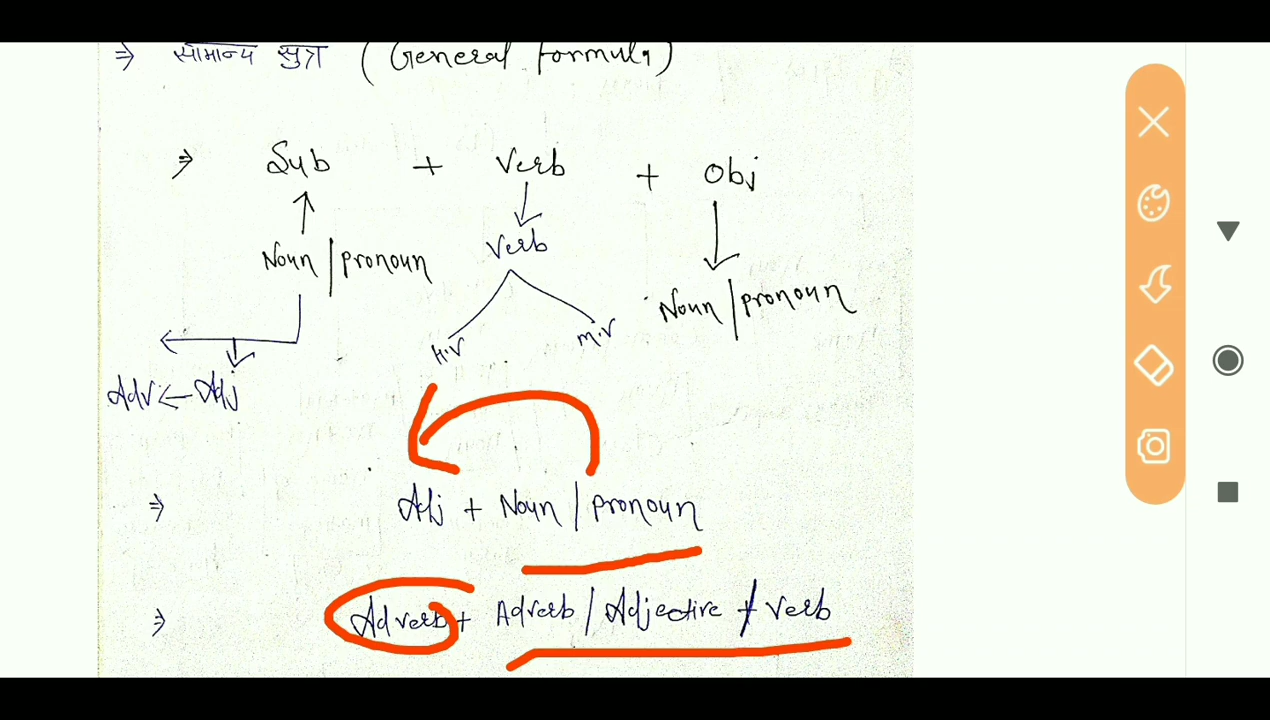 ⇒ सामान्य सुत्र (General formula)
⇒ Sub + Verb + Obj
Noun/pronoun
Verb
Noun/pronoun
H.V
M.V
Adv ← Adj
⇒ Adj + Noun/pronoun
⇒ Adverb + Adverb/Adjective + Verb